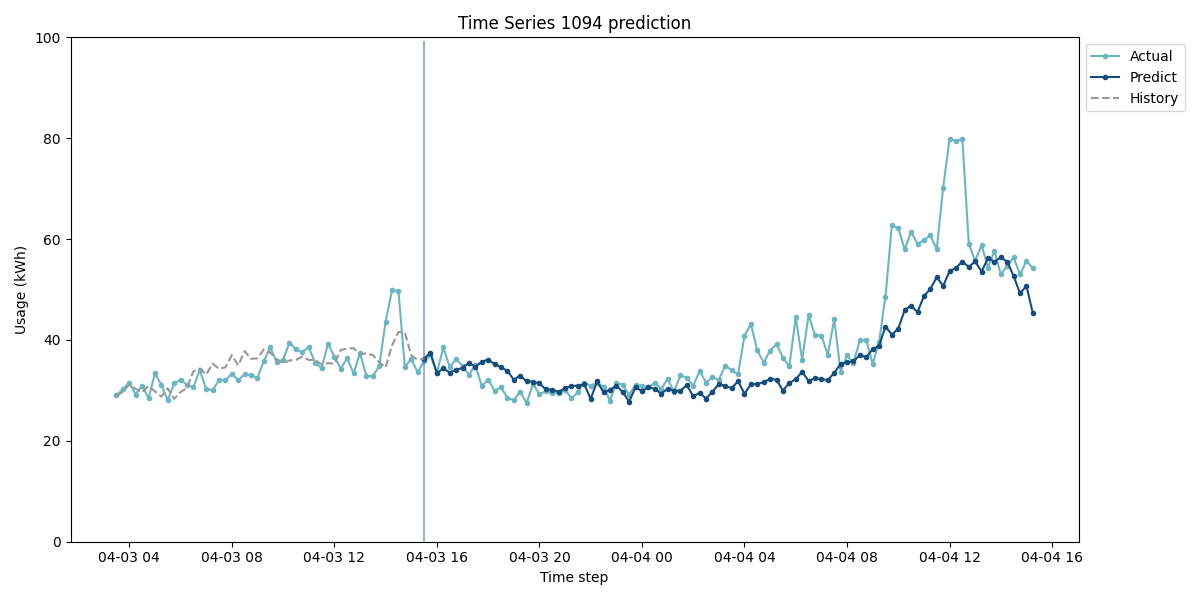 Time Series 1094 prediction
100
80
60
40
20
0
Usage (kWh)
04-03 04
04-03 08
04-03 12
04-03 16
04-03 20
04-04 00
04-04 04
04-04 08
04-04 12
04-04 16
Time step
Actual
Predict
History